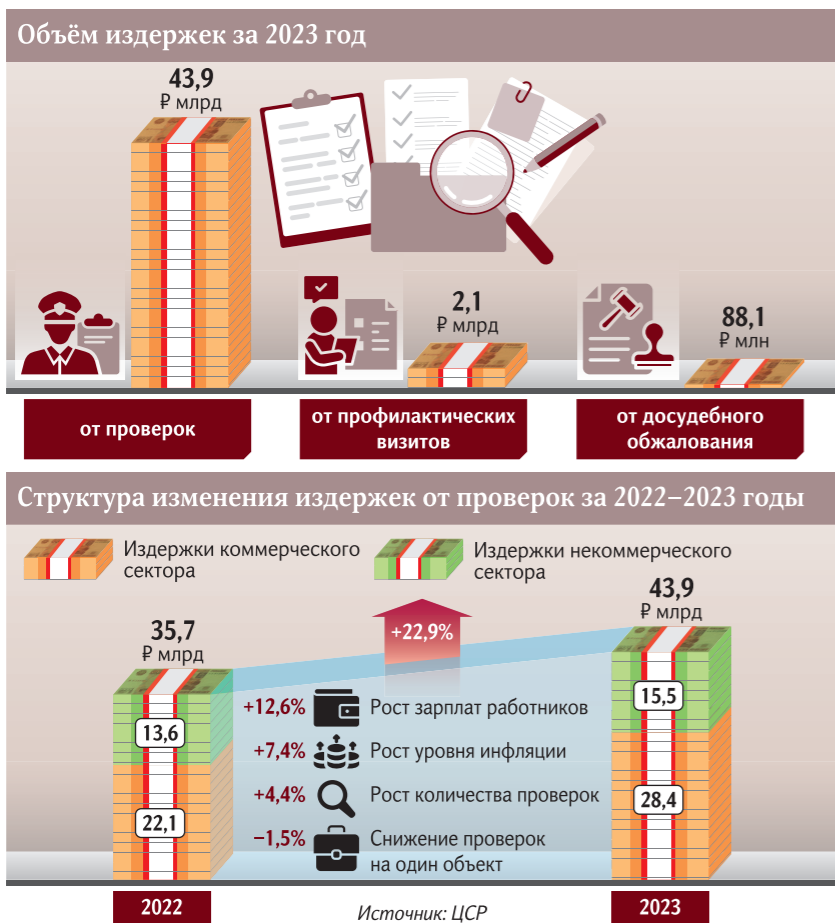 Объём издержек за 2023 год
43,9
₽ млрд
2,1
₽ млрд
88,1
₽ млн
от проверок
от профилактических
визитов
от досудебного
обжалования
Структура изменения издержек от проверок за 2022–2023 годы
Издержки коммерческого
сектора
Издержки некоммерческого
сектора
35,7
₽ млрд
+22,9%
43,9
₽ млрд
13,6
22,1
+12,6% Рост зарплат работников
+7,4% Рост уровня инфляции
+4,4% Рост количества проверок
−1,5% Снижение проверок
на один объект
15,5
28,4
2022
Источник: ЦСР
2023